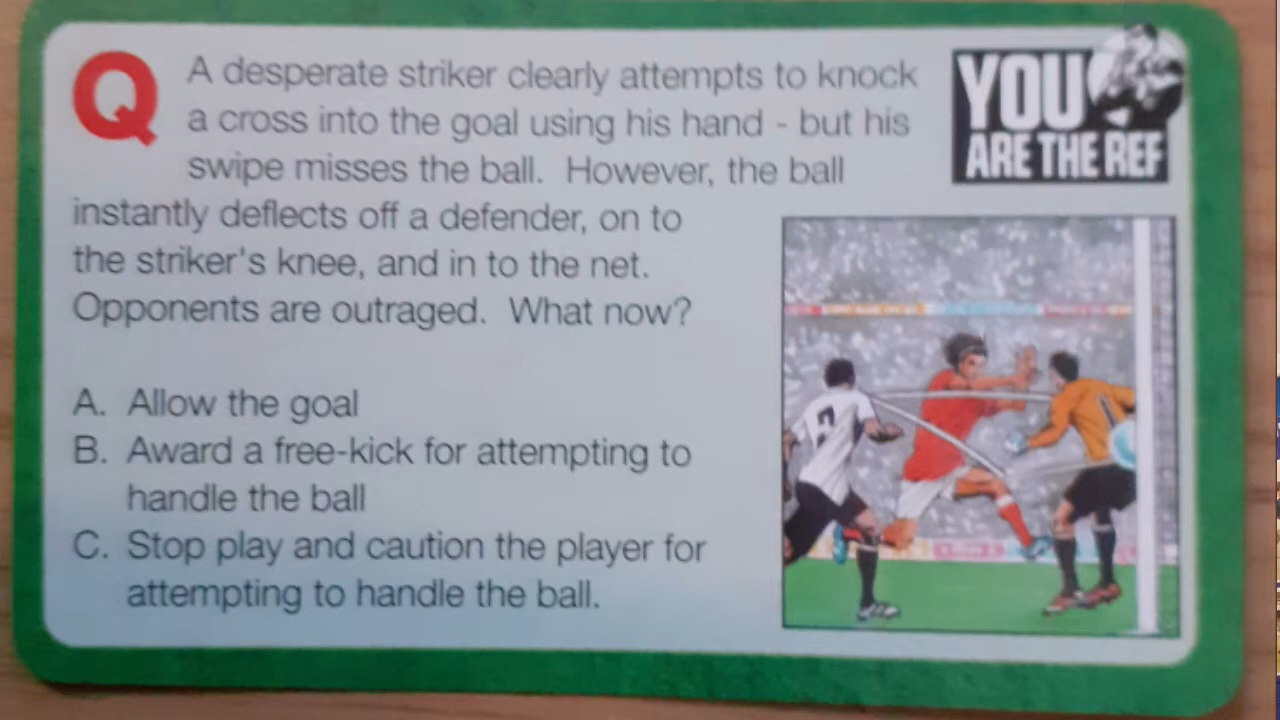 Q A desperate striker clearly attempts to knock
a cross into the goal using his hand - but his
swipe misses the ball. However, the ball
instantly deflects off a defender, on to
the striker's knee, and in to the net.
Opponents are outraged. What now?
YOU
ARE THE REF
A. Allow the goal
B. Award a free-kick for attempting to
handle the ball
C. Stop play and caution the player for
attempting to handle the ball.
2
1